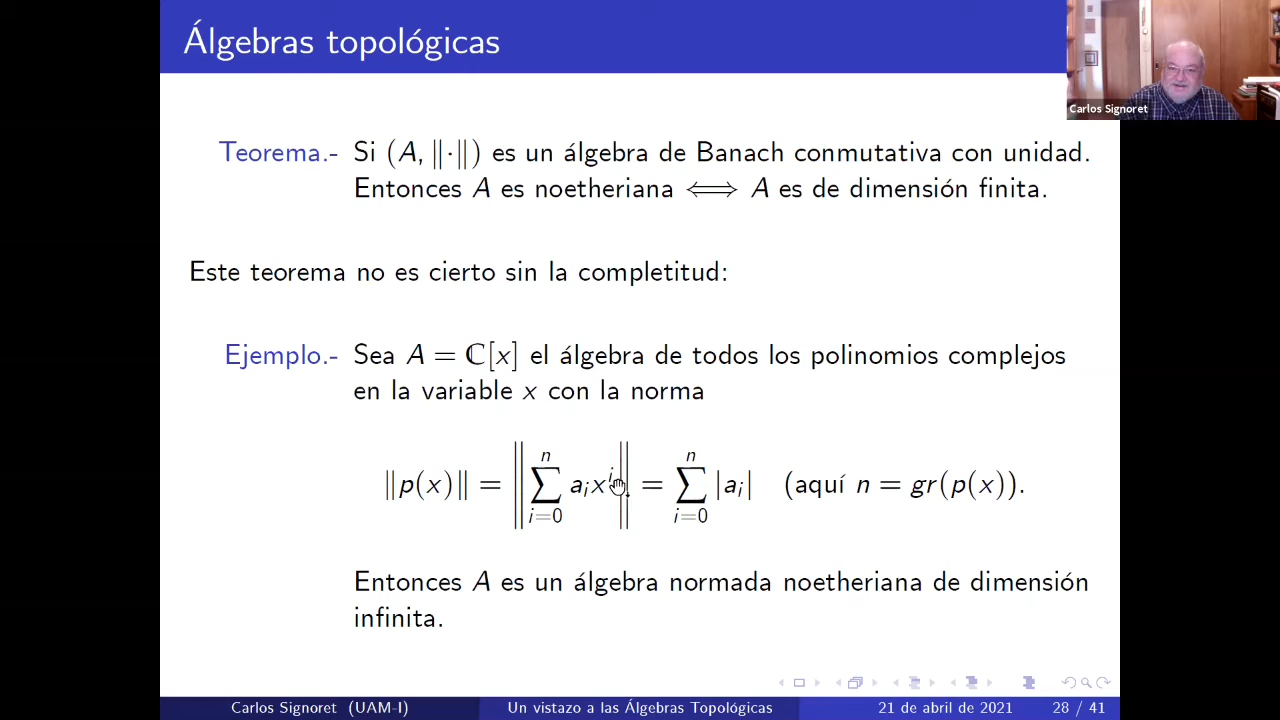 Álgebras topológicas
Carlos Signoret
Teorema.- Si (A, ‖·‖) es un álgebra de Banach conmutativa con unidad.
Entonces A es noetheriana ⟺ A es de dimensión finita.
Este teorema no es cierto sin la completitud:
Ejemplo.- Sea A = ℂ[x] el álgebra de todos los polinomios complejos
en la variable x con la norma
‖p(x)‖ = ‖∑_{i=0}^{n} a_i x^i‖ = ∑_{i=0}^{n} |a_i| (aquí n = gr(p(x)).
Entonces A es un álgebra normada noetheriana de dimensión
infinita.
Carlos Signoret (UAM-I) Un vistazo a las Álgebras Topológicas 21 de abril de 2021 28 / 41